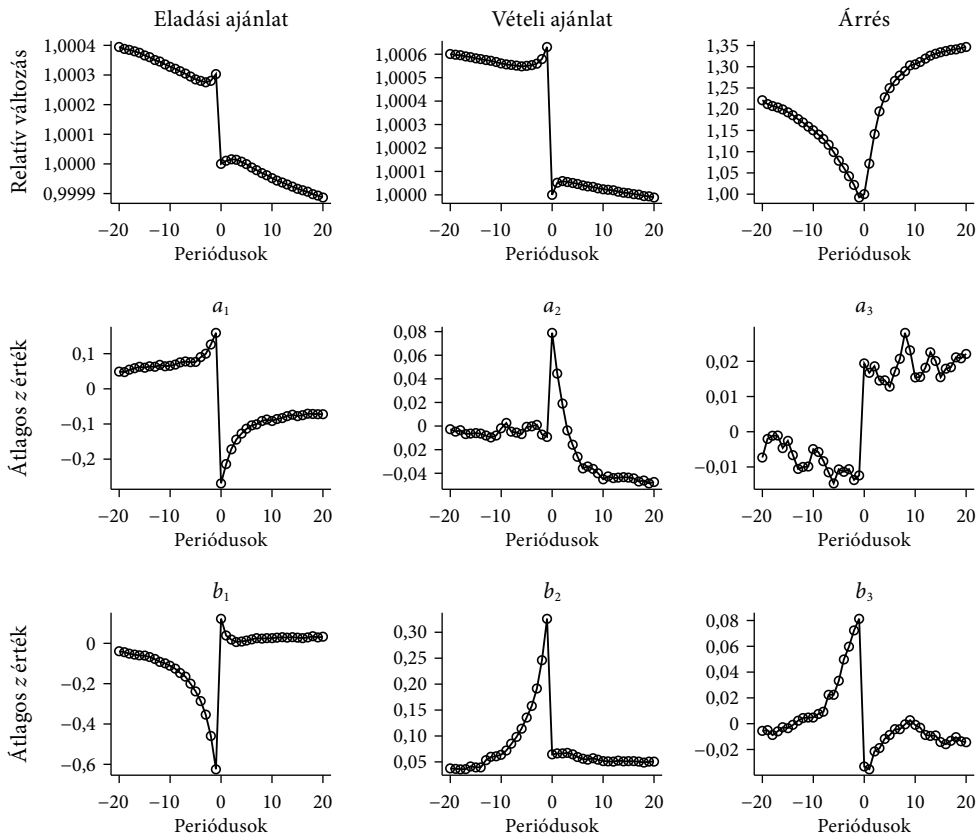 Eladási ajánlat
Relatív változás
1,0004
1,0003
1,0002
1,0001
1,0000
0,9999
−20 −10 0 10 20
Periódusok
Vételi ajánlat
1,0006
1,0005
1,0004
1,0003
1,0002
1,0001
1,0000
−20 −10 0 10 20
Periódusok
Árrés
1,35
1,30
1,25
1,20
1,15
1,10
1,05
1,00
−20 −10 0 10 20
Periódusok
a₁
Átlagos z érték
0,1
0
−0,1
−0,2
−20 −10 0 10 20
Periódusok
a₂
0,08
0,06
0,04
0,02
0
−0,02
−0,04
−20 −10 0 10 20
Periódusok
a₃
0,02
0,01
0
−0,01
−20 −10 0 10 20
Periódusok
b₁
Átlagos z érték
0
−0,2
−0,4
−0,6
−20 −10 0 10 20
Periódusok
b₂
0,30
0,25
0,20
0,15
0,10
0,05
−20 −10 0 10 20
Periódusok
b₃
0,08
0,06
0,04
0,02
0
−0,02
−20 −10 0 10 20
Periódusok